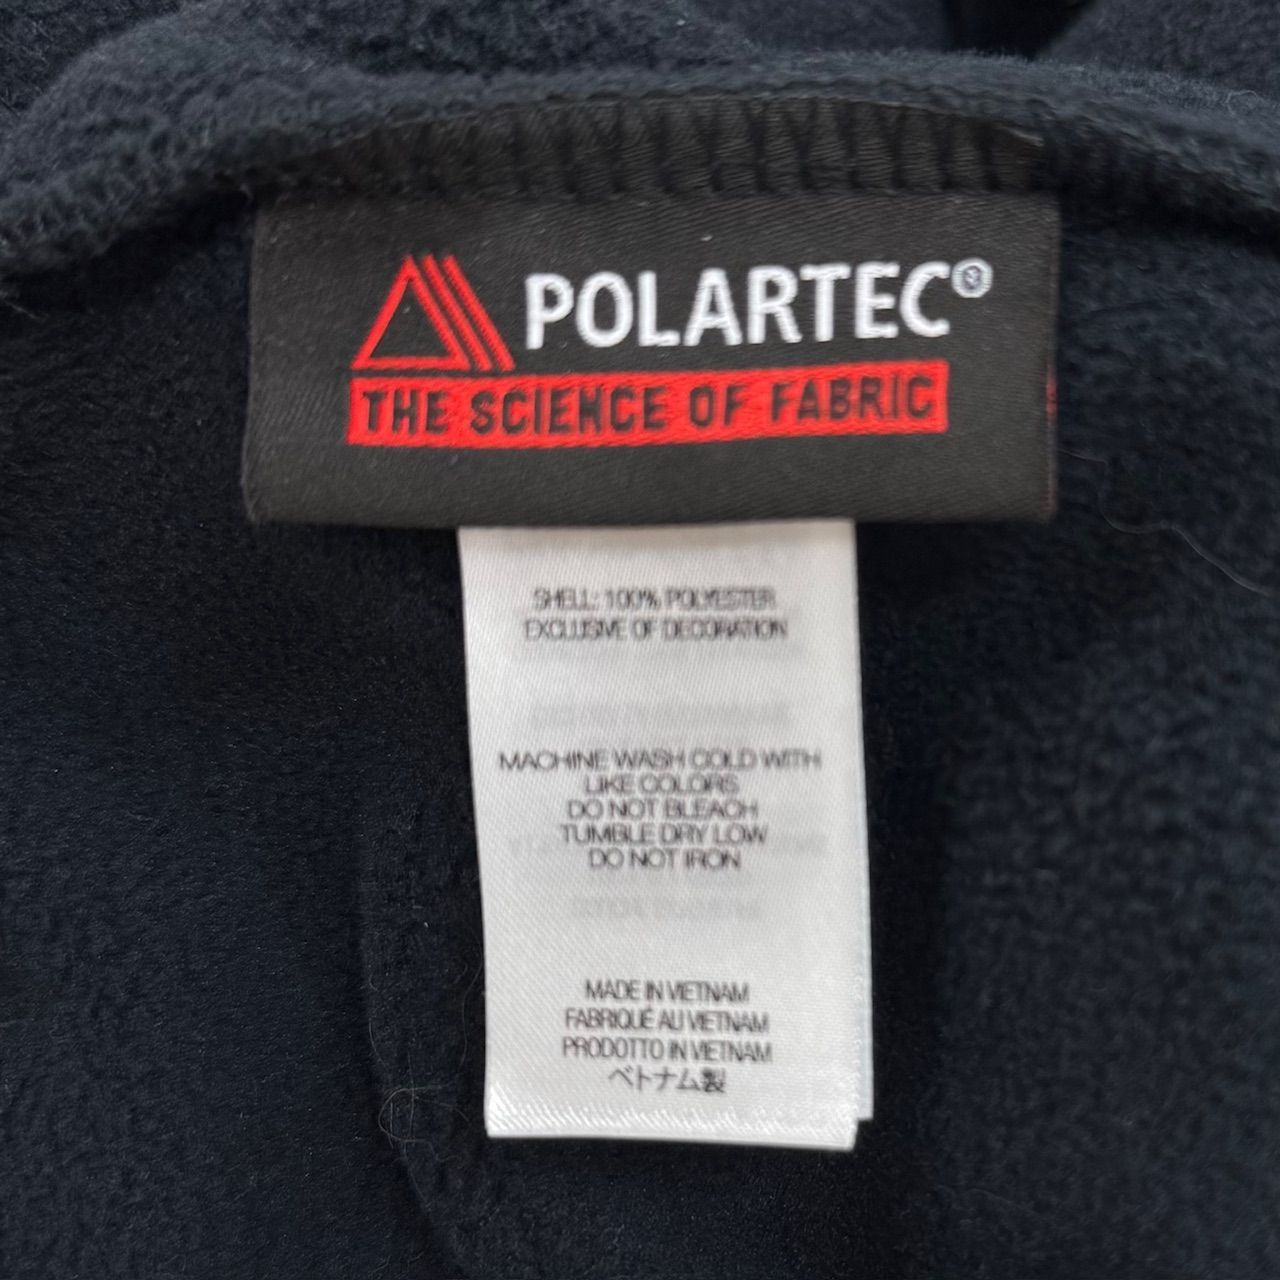 POLARTEC®
THE SCIENCE OF FABRIC
SHELL: 100% POLYESTER
EXCLUSIVE OF DECORATION
MACHINE WASH COLD WITH
LIKE COLORS
DO NOT BLEACH
TUMBLE DRY LOW
DO NOT IRON
MADE IN VIETNAM
FABRIQUÉ AU VIETNAM
PRODOTTO IN VIETNAM
ベトナム製